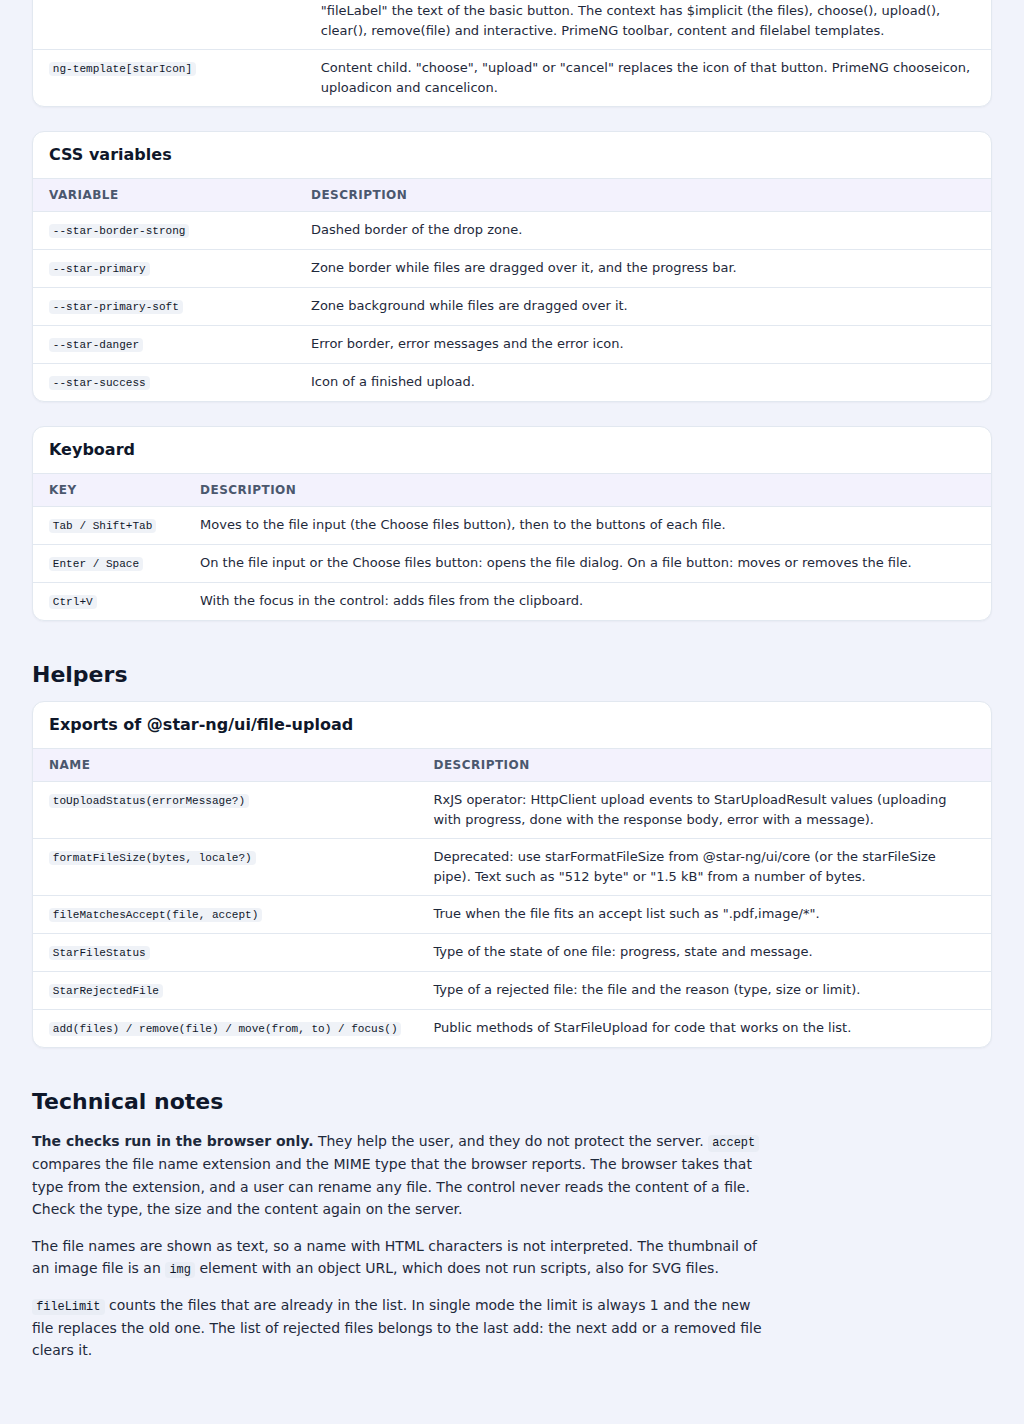 "fileLabel" the text of the basic button. The context has $implicit (the files), choose(), upload(),
clear(), remove(file) and interactive. PrimeNG toolbar, content and filelabel templates.
ng-template[starIcon]
Content child. "choose", "upload" or "cancel" replaces the icon of that button. PrimeNG chooseicon,
uploadicon and cancelicon.
CSS variables
VARIABLE DESCRIPTION
--star-border-strong Dashed border of the drop zone.
--star-primary Zone border while files are dragged over it, and the progress bar.
--star-primary-soft Zone background while files are dragged over it.
--star-danger Error border, error messages and the error icon.
--star-success Icon of a finished upload.
Keyboard
KEY DESCRIPTION
Tab / Shift+Tab Moves to the file input (the Choose files button), then to the buttons of each file.
Enter / Space On the file input or the Choose files button: opens the file dialog. On a file button: moves or removes the file.
Ctrl+V With the focus in the control: adds files from the clipboard.
Helpers
Exports of @star-ng/ui/file-upload
NAME DESCRIPTION
toUploadStatus(errorMessage?) RxJS operator: HttpClient upload events to StarUploadResult values (uploading
with progress, done with the response body, error with a message).
formatFileSize(bytes, locale?) Deprecated: use starFormatFileSize from @star-ng/ui/core (or the starFileSize
pipe). Text such as "512 byte" or "1.5 kB" from a number of bytes.
fileMatchesAccept(file, accept) True when the file fits an accept list such as ".pdf,image/*".
StarFileStatus Type of the state of one file: progress, state and message.
StarRejectedFile Type of a rejected file: the file and the reason (type, size or limit).
add(files) / remove(file) / move(from, to) / focus() Public methods of StarFileUpload for code that works on the list.
Technical notes
The checks run in the browser only. They help the user, and they do not protect the server. accept
compares the file name extension and the MIME type that the browser reports. The browser takes that
type from the extension, and a user can rename any file. The control never reads the content of a file.
Check the type, the size and the content again on the server.
The file names are shown as text, so a name with HTML characters is not interpreted. The thumbnail of
an image file is an img element with an object URL, which does not run scripts, also for SVG files.
fileLimit counts the files that are already in the list. In single mode the limit is always 1 and the new
file replaces the old one. The list of rejected files belongs to the last add: the next add or a removed file
clears it.